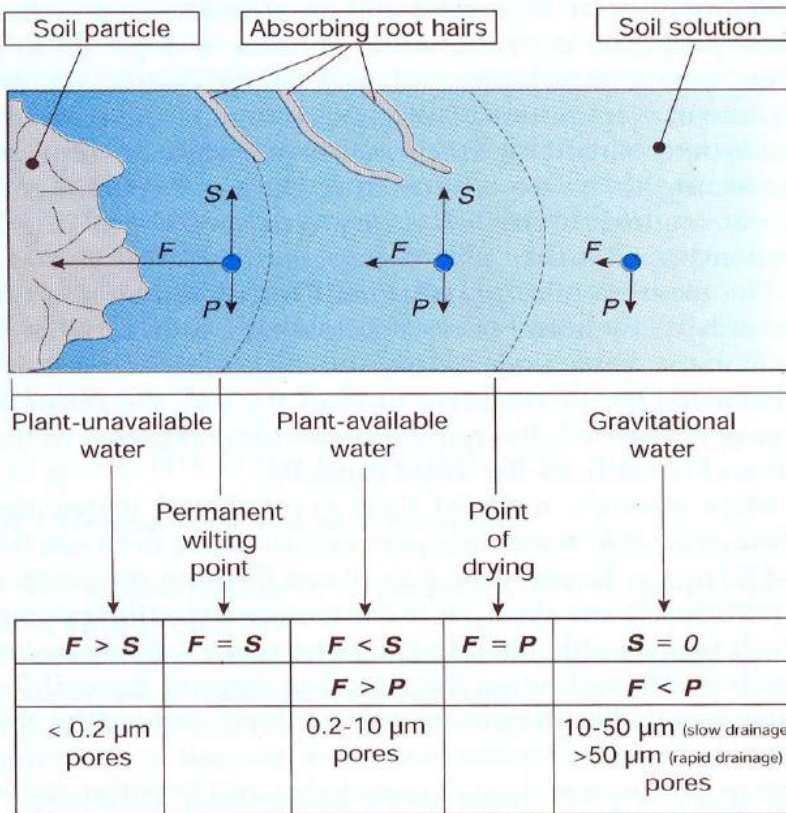 Soil particle
Absorbing root hairs
Soil solution
S
S
F
F
F
P
P
P
Plant-unavailable
water
Plant-available
water
Gravitational
water
Permanent
wilting
point
Point
of
drying
F > S
F = S
F < S
F = P
S = 0
F > P
F < P
< 0.2 µm
pores
0.2-10 µm
pores
10-50 µm (slow drainage
>50 µm (rapid drainage)
pores